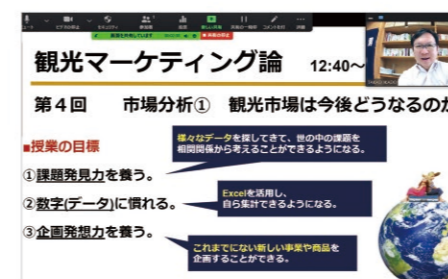 観光マーケティング論 12:40～
第４回 市場分析① 観光市場は今後どうなるのか
■授業の目標
様々なデータを探してきて、世の中の課題を
相関関係から考えることができるようになる。
①課題発見力を養う。
Excelを活用し、
自ら集計できるようになる。
②数字(データ)に慣れる。
③企画発想力を養う。
これまでにない新しい事業や商品を
企画することができる。